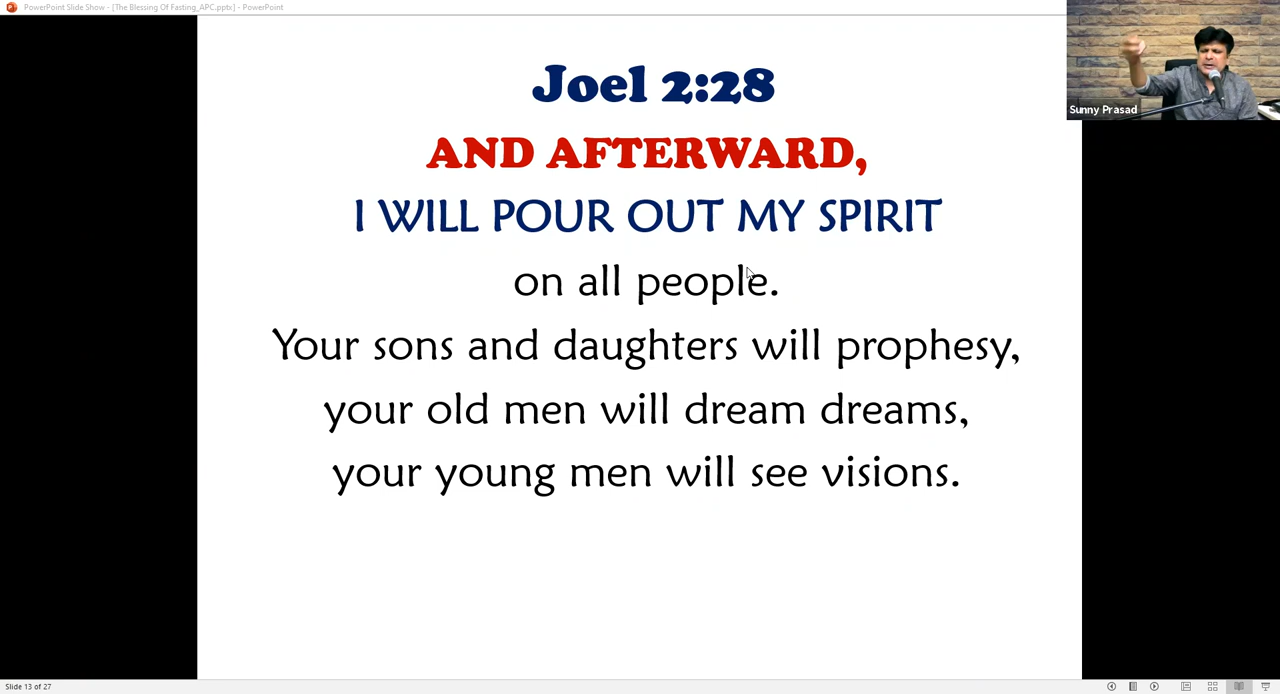 PowerPoint Slide Show - [The Blessing Of Fasting_APC.pptx] - PowerPoint
Sunny Prasad
Joel 2:28
AND AFTERWARD,
I WILL POUR OUT MY SPIRIT
on all people.
Your sons and daughters will prophesy,
your old men will dream dreams,
your young men will see visions.
Slide 13 of 27